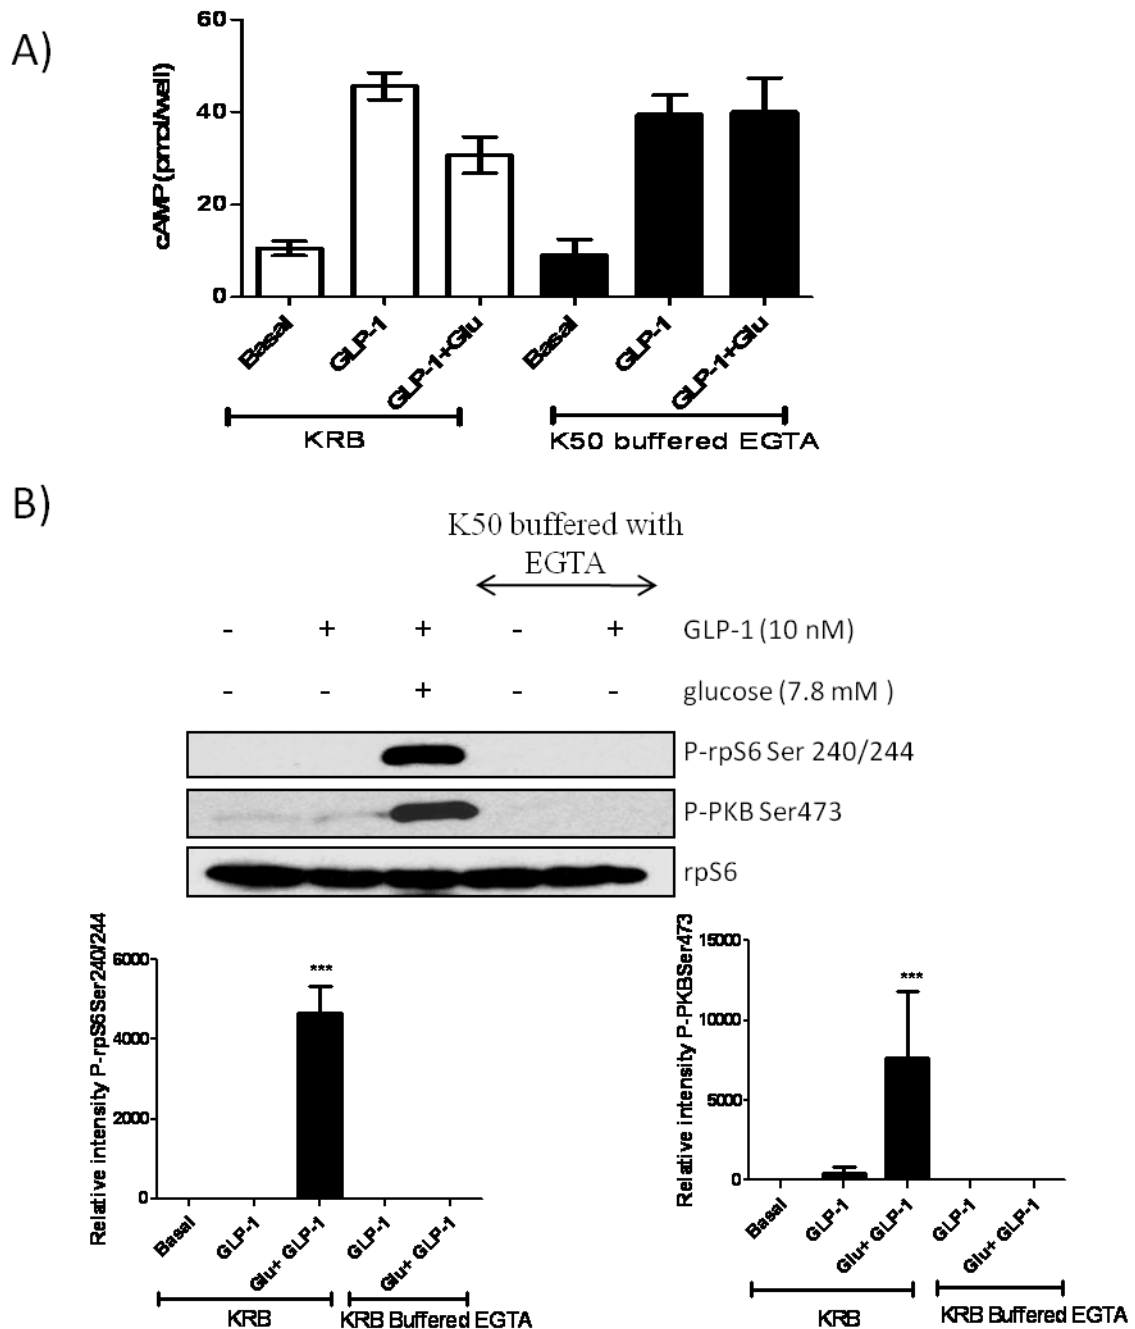 A)
60
40
20
0
cAMP (pmol/well)
Basal
GLP-1
GLP-1+Glu
Basal
GLP-1
GLP-1+Glu
KRB
K50 buffered EGTA
B)
K50 buffered with
EGTA
- + + - + GLP-1 (10 nM)
- - + - - glucose (7.8 mM )
P-rpS6 Ser 240/244
P-PKB Ser473
rpS6
Relative intensity P-rpS6Ser240/244
6000
4000
2000
0
***
Basal
GLP-1
Glu+ GLP-1
GLP-1
Glu+ GLP-1
KRB
KRB Buffered EGTA
Relative intensity P-PKBSer473
15000
10000
5000
0
***
Basal
GLP-1
Glu+ GLP-1
GLP-1
Glu+ GLP-1
KRB
KRB Buffered EGTA